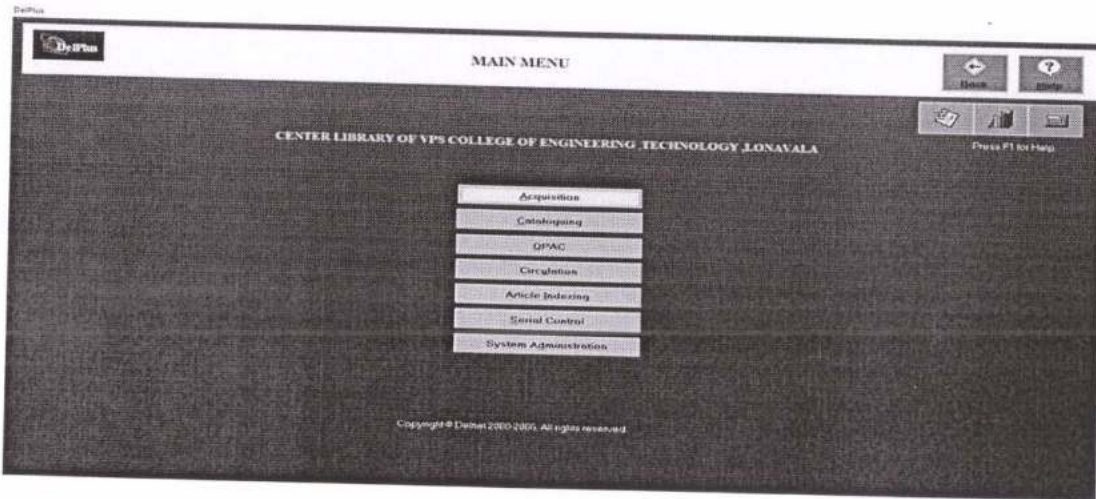 DelPlus
DelPlus
MAIN MENU
Back
Help
CENTER LIBRARY OF VPS COLLEGE OF ENGINEERING ,TECHNOLOGY ,LONAVALA
Press F1 for Help
Acquisition
Cataloguing
OPAC
Circulation
Article Indexing
Serial Control
System Administration
Copyright © Delnet 2000-2005, All rights reserved